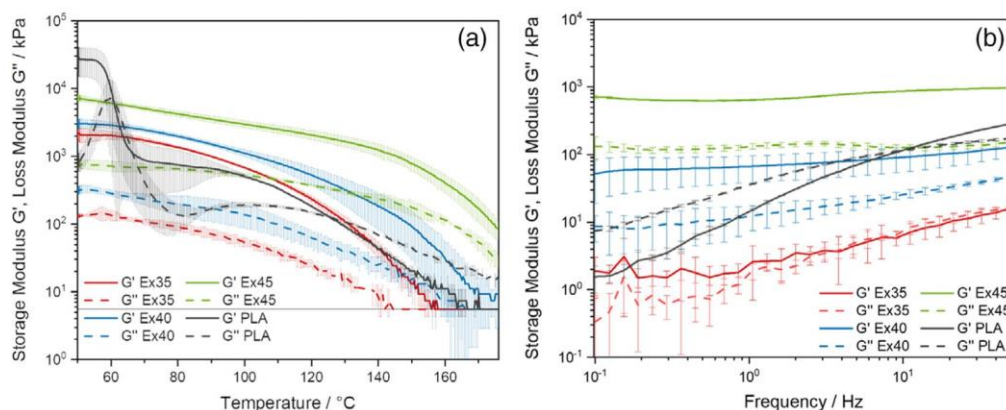 (a)
Storage Modulus G', Loss Modulus G'' / kPa
10^5
10^4
10^3
10^2
10^1
10^0
G' Ex35
G'' Ex35
G' Ex40
G'' Ex40
G' Ex45
G'' Ex45
G' PLA
G'' PLA
60
80
100
120
140
160
Temperature / °C
(b)
Storage Modulus G', Loss Modulus G'' / kPa
10^4
10^3
10^2
10^1
10^0
10^-1
G' Ex35
G'' Ex35
G' Ex40
G'' Ex40
G' Ex45
G'' Ex45
G' PLA
G'' PLA
10^-1
10^0
10^1
Frequency / Hz